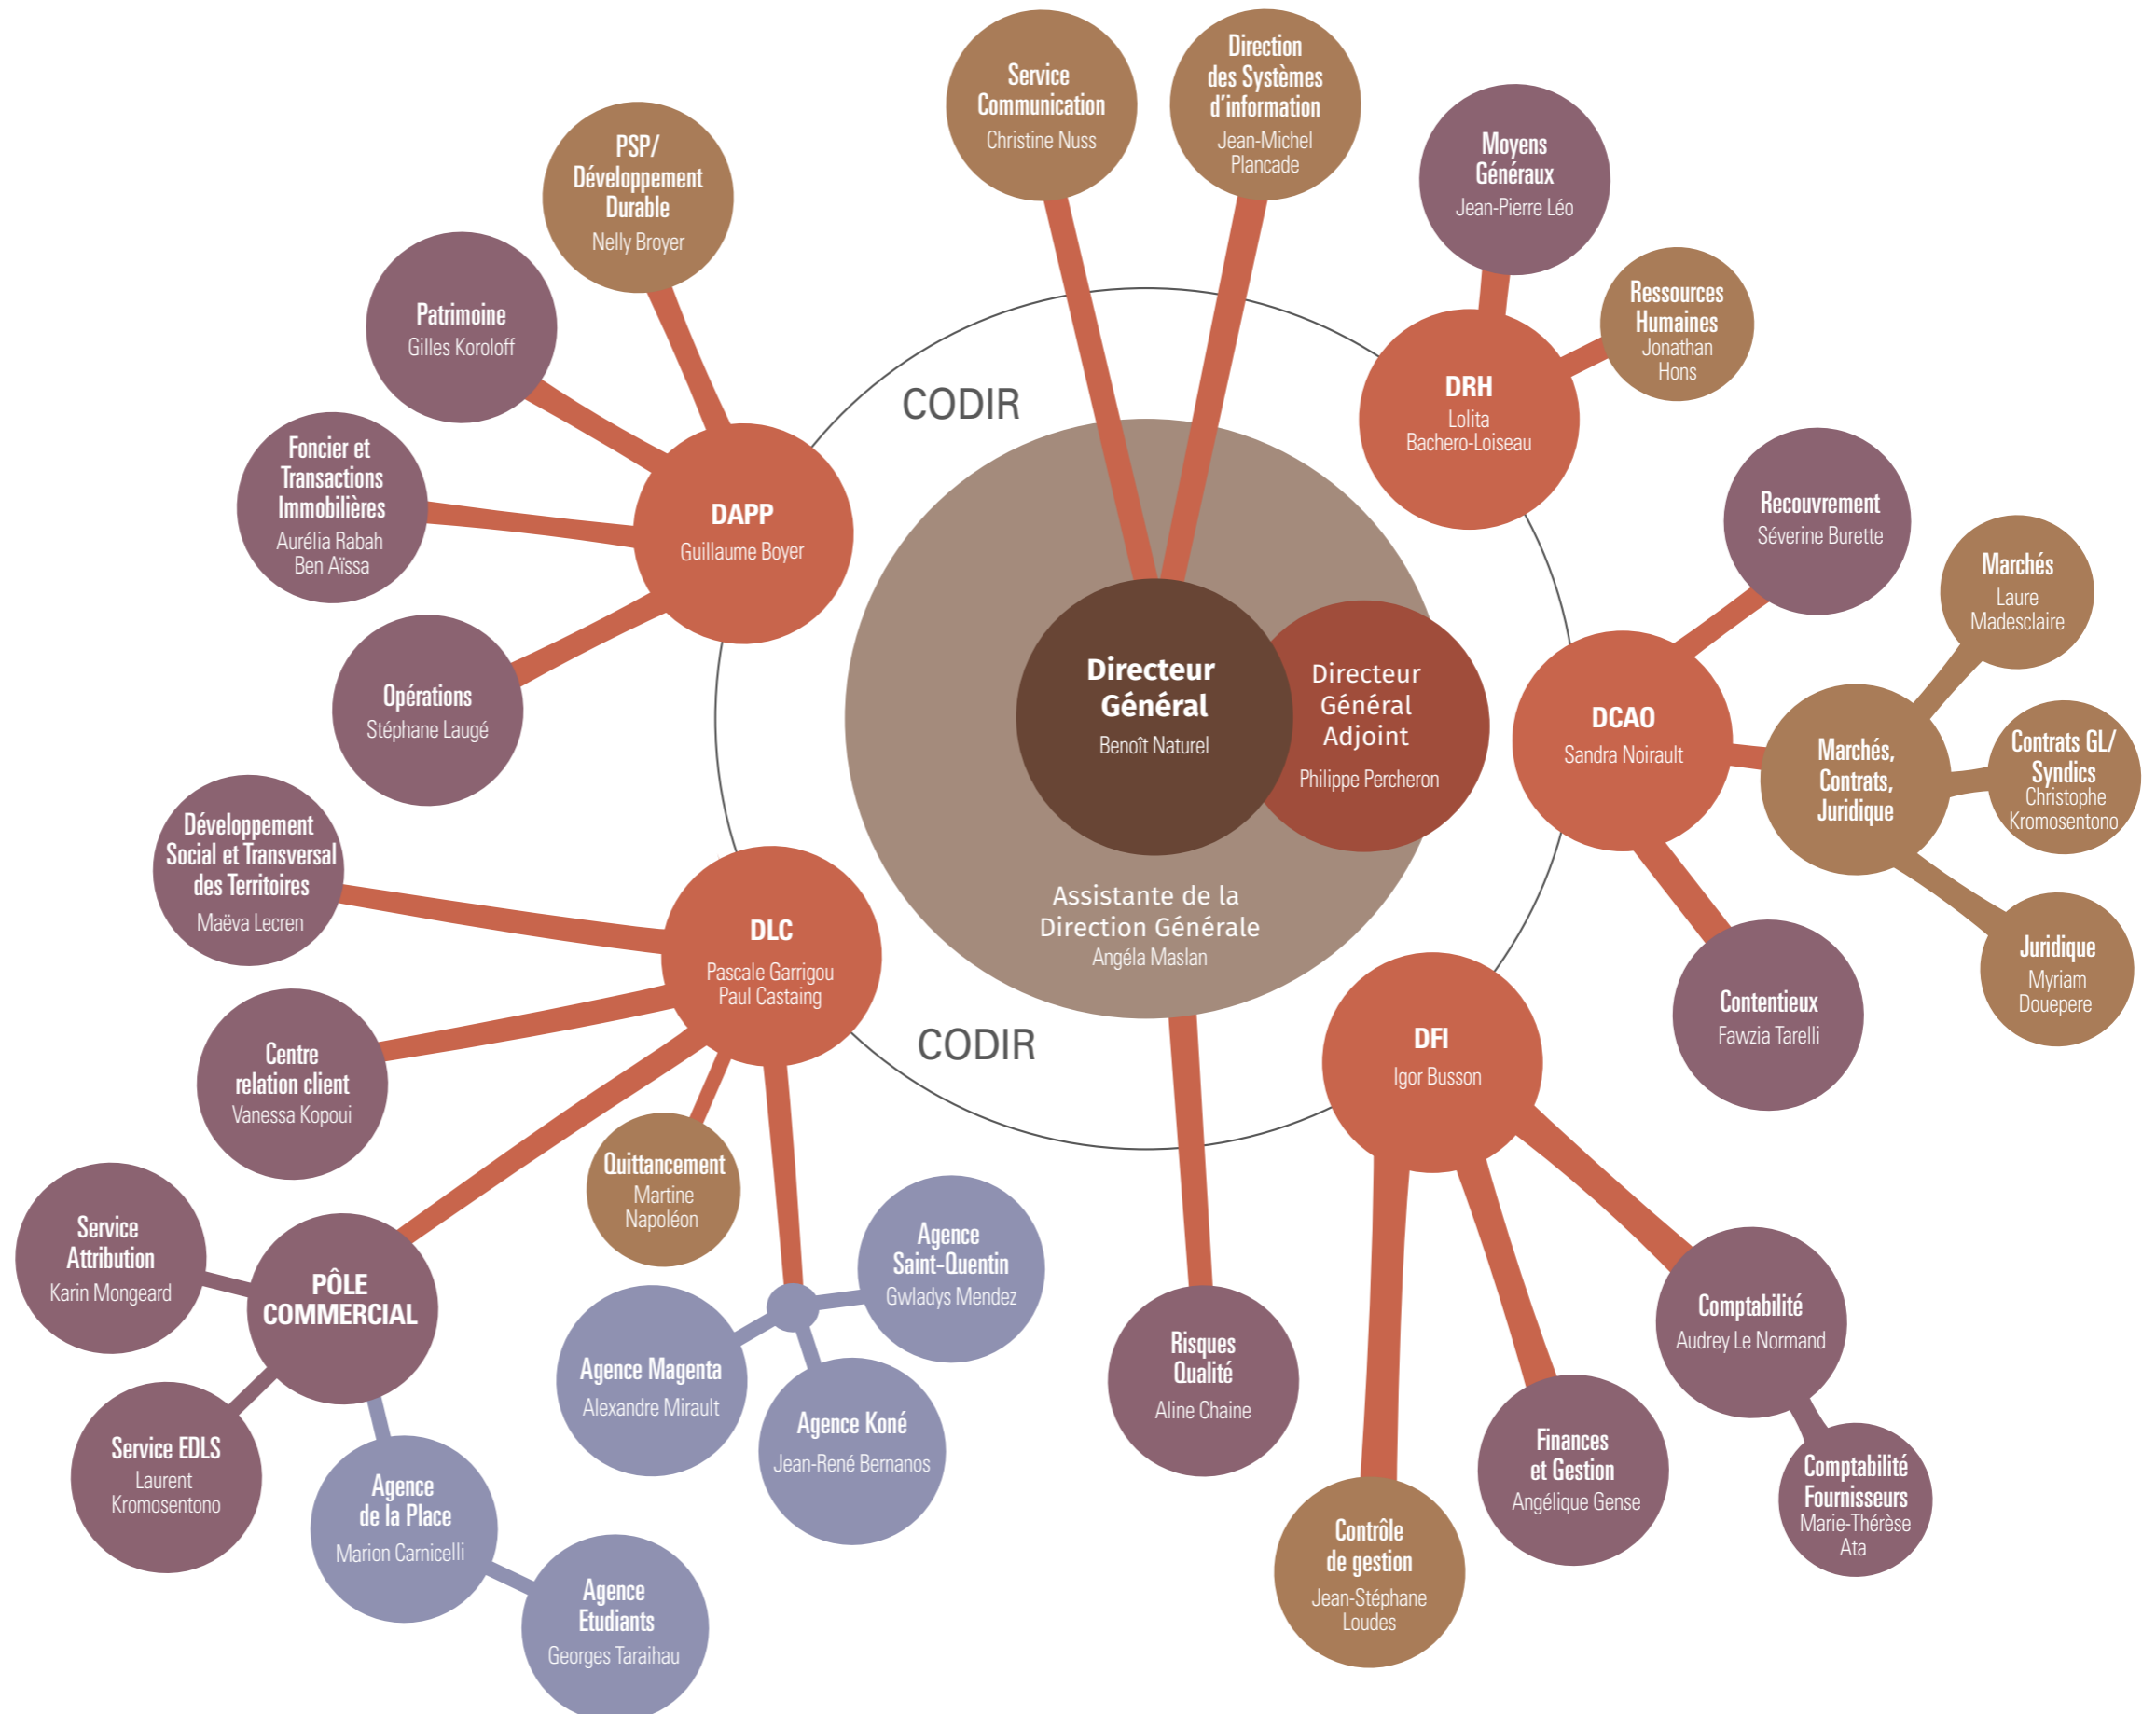 Service
Communication
Christine Nuss
Direction
des Systèmes
d'information
Jean-Michel
Plancade
Moyens
Généraux
Jean-Pierre Léo
Ressources
Humaines
Jonathan
Hons
DRH
Lolita
Bachero-Loiseau
PSP/
Développement
Durable
Nelly Broyer
Patrimoine
Gilles Koroloff
Foncier et
Transactions
Immobilières
Aurélia Rabah
Ben Aïssa
Opérations
Stéphane Laugé
DAPP
Guillaume Boyer
CODIR
Directeur
Général
Benoît Naturel
Directeur
Général
Adjoint
Philippe Percheron
Assistante de la
Direction Générale
Angéla Maslan
CODIR
Recouvrement
Séverine Burette
DCAO
Sandra Noirault
Marchés,
Contrats,
Juridique
Marchés
Laure
Madesclaire
Contrats GL/
Syndics
Christophe
Kromosentono
Juridique
Myriam
Douepere
Contentieux
Fawzia Tarelli
Développement
Social et Transversal
des Territoires
Maëva Lecren
DLC
Pascale Garrigou
Paul Castaing
Centre
relation client
Vanessa Kopoui
Quittancement
Martine
Napoléon
Service
Attribution
Karin Mongeard
PÔLE
COMMERCIAL
Service EDLS
Laurent
Kromosentono
Agence
de la Place
Marion Carnicelli
Agence
Etudiants
Georges Taraihau
Agence
Saint-Quentin
Gwladys Mendez
Agence Magenta
Alexandre Mirault
Agence Koné
Jean-René Bernanos
Risques
Qualité
Aline Chaine
DFI
Igor Busson
Comptabilité
Audrey Le Normand
Comptabilité
Fournisseurs
Marie-Thérèse
Ata
Finances
et Gestion
Angélique Gense
Contrôle
de gestion
Jean-Stéphane
Loudes